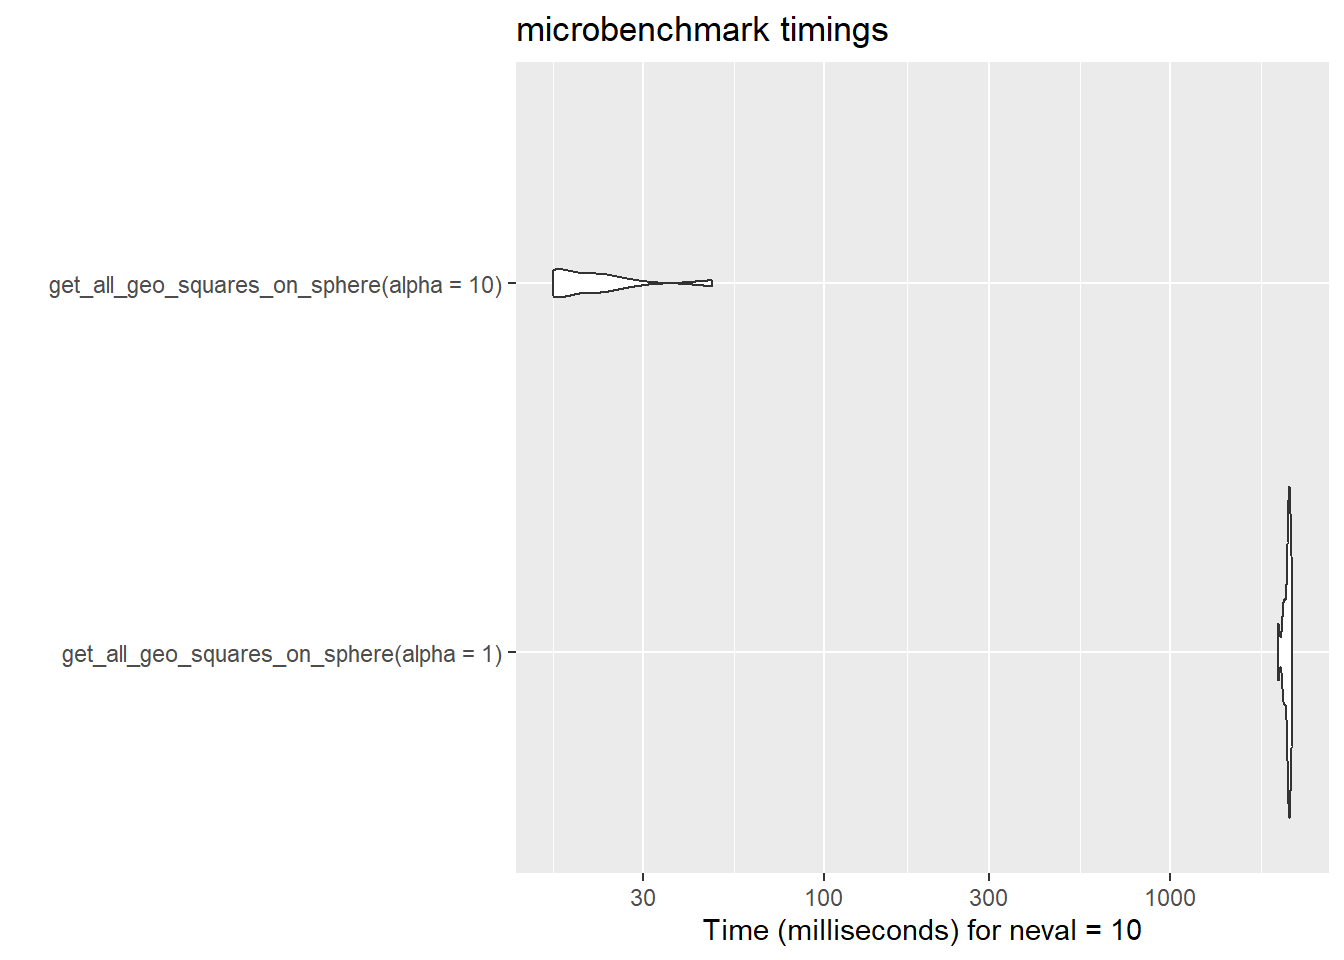 microbenchmark timings
get_all_geo_squares_on_sphere(alpha = 10)
get_all_geo_squares_on_sphere(alpha = 1)
30 100 300 1000
Time (milliseconds) for neval = 10